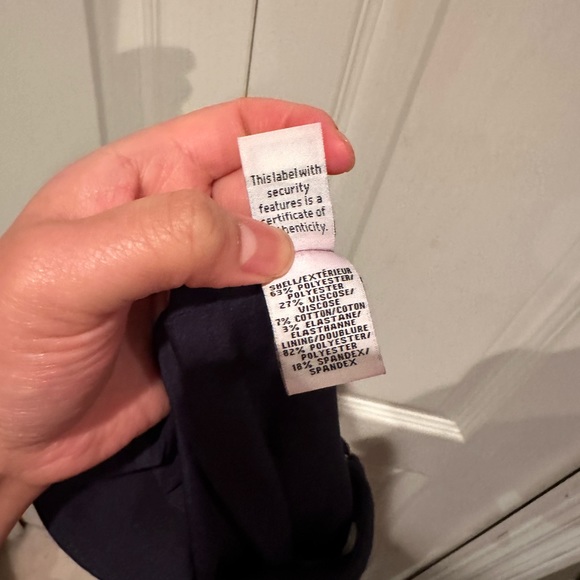 This label with
security
features is a
certificate of
SHELL/EXTÉRIEUR
63% POLYESTER/
POLYESTER
27% VISCOSE/
VISCOSE
7% COTTON/COTON
3% ELASTANE/
ÉLASTHANNE
LINING/DOUBLURE
82% POLYESTER/
POLYESTER
18% SPANDEX/
SPANDEX